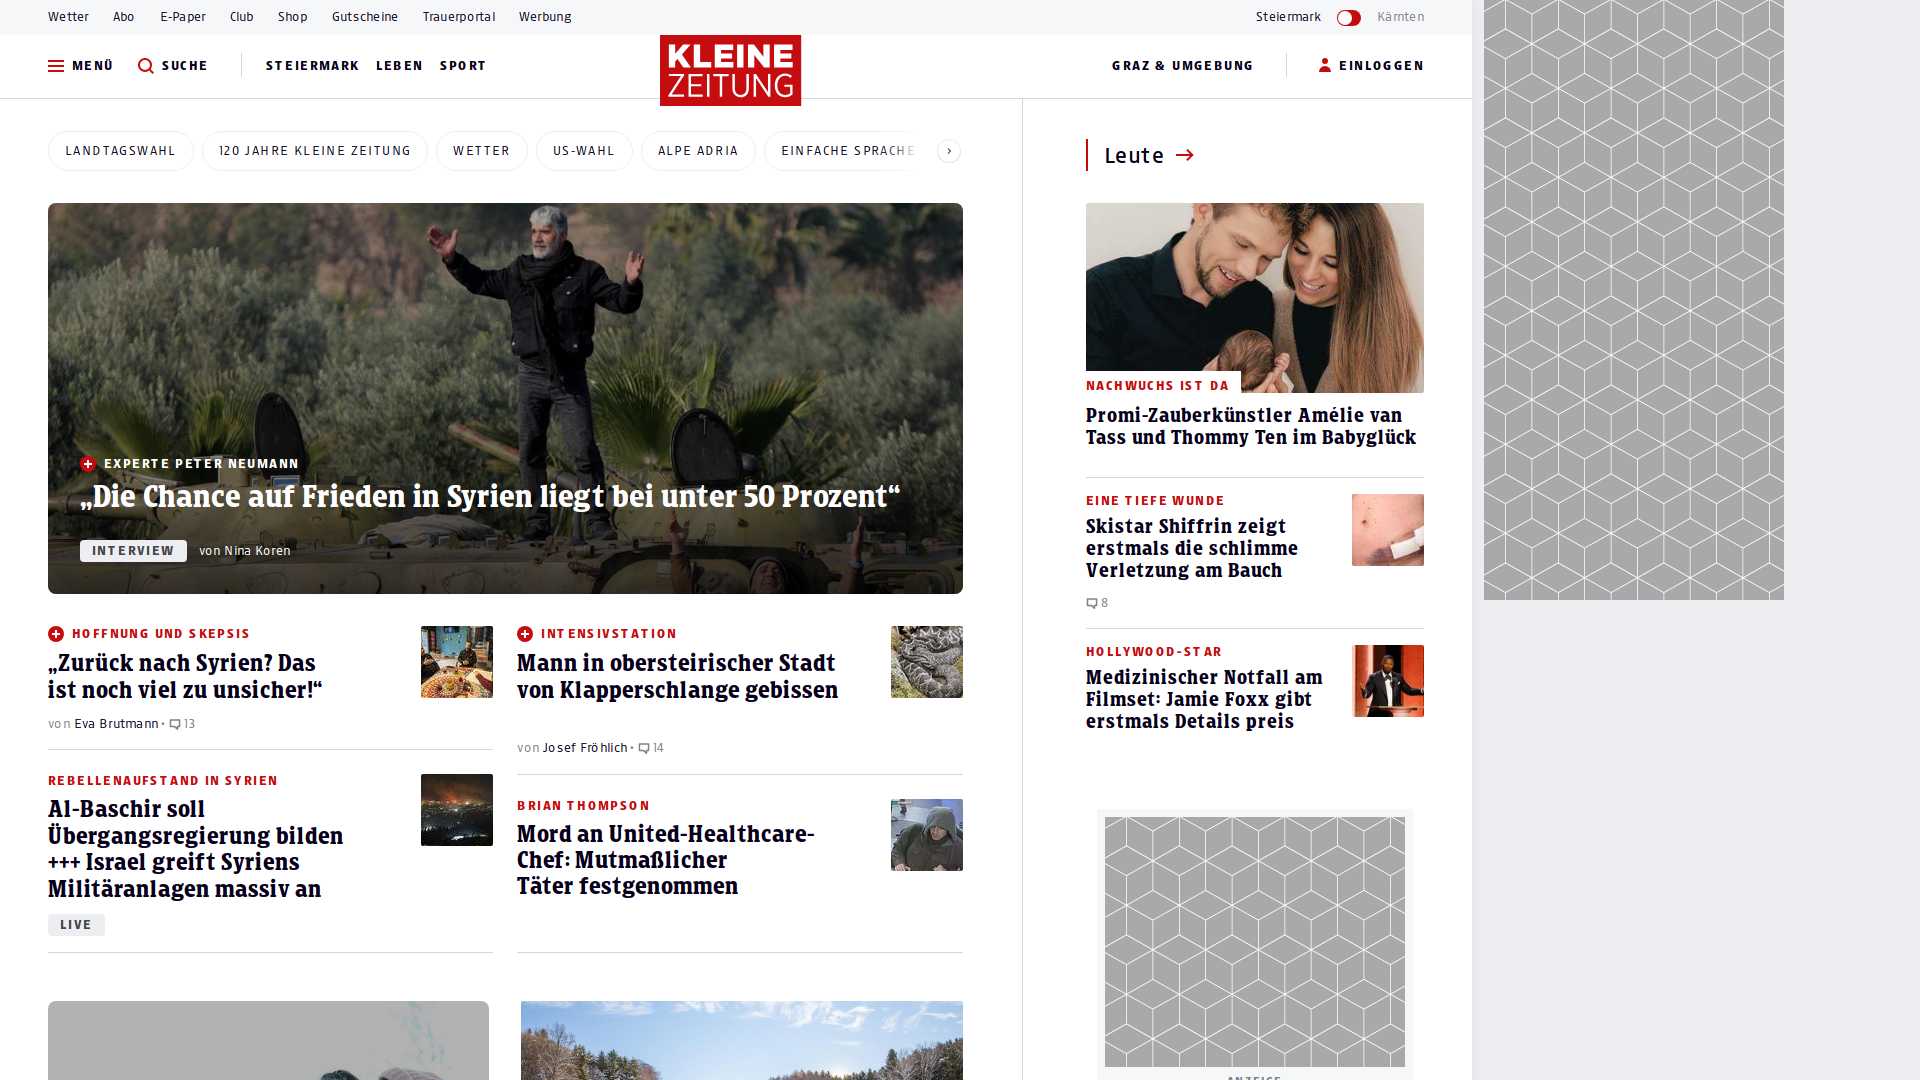 Wetter
Abo
E-Paper
Club
Shop
Gutscheine
Trauerportal
Werbung
Steiermark
Kärnten
MENÜ
SUCHE
STEIERMARK
LEBEN
SPORT
KLEINE
ZEITUNG
GRAZ & UMGEBUNG
EINLOGGEN
LANDTAGSWAHL
120 JAHRE KLEINE ZEITUNG
WETTER
US-WAHL
ALPE ADRIA
EINFACHE SPRACHE
EXPERTE PETER NEUMANN
„Die Chance auf Frieden in Syrien liegt bei unter 50 Prozent“
INTERVIEW
von Nina Koren
HOFFNUNG UND SKEPSIS
„Zurück nach Syrien? Das
ist noch viel zu unsicher!“
von Eva Brutmann • 13
REBELLENAUFSTAND IN SYRIEN
Al-Baschir soll
Übergangsregierung bilden
+++ Israel greift Syriens
Militäranlagen massiv an
LIVE
INTENSIVSTATION
Mann in obersteirischer Stadt
von Klapperschlange gebissen
von Josef Fröhlich • 14
BRIAN THOMPSON
Mord an United-Healthcare-
Chef: Mutmaßlicher
Täter festgenommen
Leute
NACHWUCHS IST DA
Promi-Zauberkünstler Amélie van
Tass und Thommy Ten im Babyglück
EINE TIEFE WUNDE
Skistar Shiffrin zeigt
erstmals die schlimme
Verletzung am Bauch
8
HOLLYWOOD-STAR
Medizinischer Notfall am
Filmset: Jamie Foxx gibt
erstmals Details preis
ANZEIGE